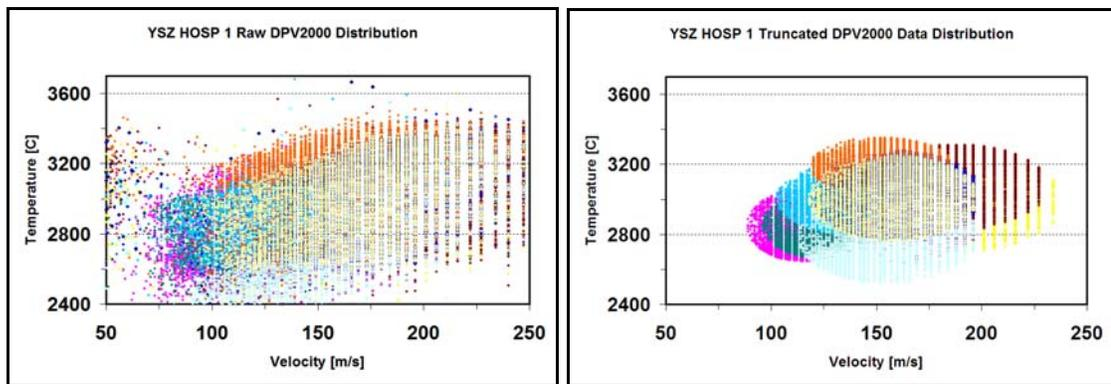 YSZ HOSP 1 Raw DPV2000 Distribution
3600
3200
2800
2400
Temperature [C]
50 100 150 200 250
Velocity [m/s]
YSZ HOSP 1 Truncated DPV2000 Data Distribution
3600
3200
2800
2400
Temperature [C]
50 100 150 200 250
Velocity [m/s]